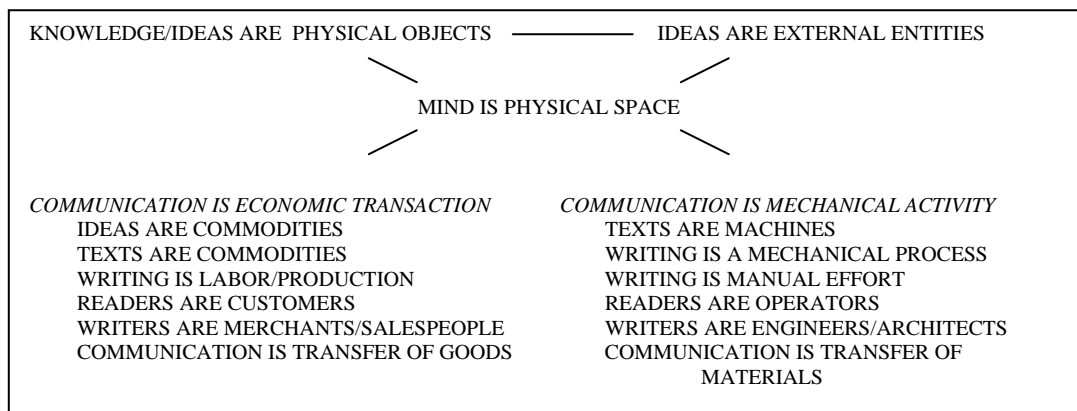 KNOWLEDGE/IDEAS ARE PHYSICAL OBJECTS
IDEAS ARE EXTERNAL ENTITIES
MIND IS PHYSICAL SPACE
COMMUNICATION IS ECONOMIC TRANSACTION
IDEAS ARE COMMODITIES
TEXTS ARE COMMODITIES
WRITING IS LABOR/PRODUCTION
READERS ARE CUSTOMERS
WRITERS ARE MERCHANTS/SALESPEOPLE
COMMUNICATION IS TRANSFER OF GOODS
COMMUNICATION IS MECHANICAL ACTIVITY
TEXTS ARE MACHINES
WRITING IS A MECHANICAL PROCESS
WRITING IS MANUAL EFFORT
READERS ARE OPERATORS
WRITERS ARE ENGINEERS/ARCHITECTS
COMMUNICATION IS TRANSFER OF
MATERIALS